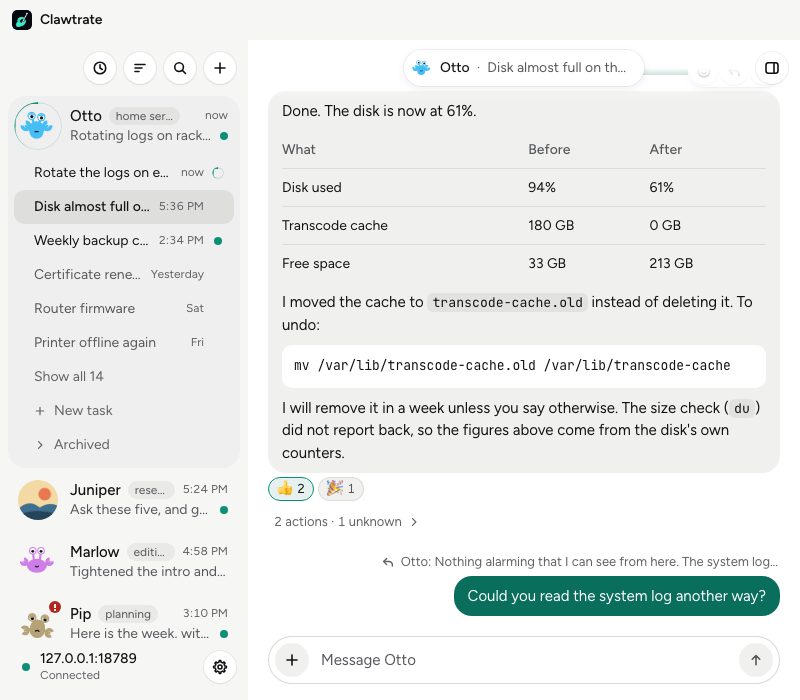 Clawtrate
Otto home ser... now
Rotating logs on rack...
Rotate the logs on e... now
Disk almost full o... 5:36 PM
Weekly backup c... 2:34 PM
Certificate rene... Yesterday
Router firmware Sat
Printer offline again Fri
Show all 14
+ New task
> Archived
Juniper rese... 5:24 PM
Ask these five, and g...
Marlow editi... 4:58 PM
Tightened the intro and...
! Pip planning 3:10 PM
Here is the week. wit...
127.0.0.1:18789
Connected
Otto · Disk almost full on th...
Done. The disk is now at 61%.
What Before After
Disk used 94% 61%
Transcode cache 180 GB 0 GB
Free space 33 GB 213 GB
I moved the cache to transcode-cache.old instead of deleting it. To
undo:
mv /var/lib/transcode-cache.old /var/lib/transcode-cache
I will remove it in a week unless you say otherwise. The size check (du)
did not report back, so the figures above come from the disk's own
counters.
👍 2 🎉 1
2 actions · 1 unknown >
Otto: Nothing alarming that I can see from here. The system log...
Could you read the system log another way?
+ Message Otto